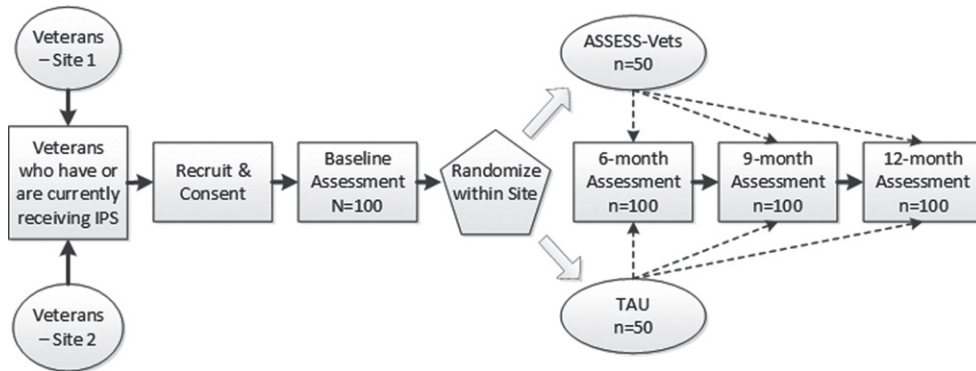 Veterans
– Site 1
Veterans
who have or
are currently
receiving IPS
Veterans
– Site 2
Recruit &
Consent
Baseline
Assessment
N=100
Randomize
within Site
ASSESS-Vets
n=50
6-month
Assessment
n=100
9-month
Assessment
n=100
12-month
Assessment
n=100
TAU
n=50